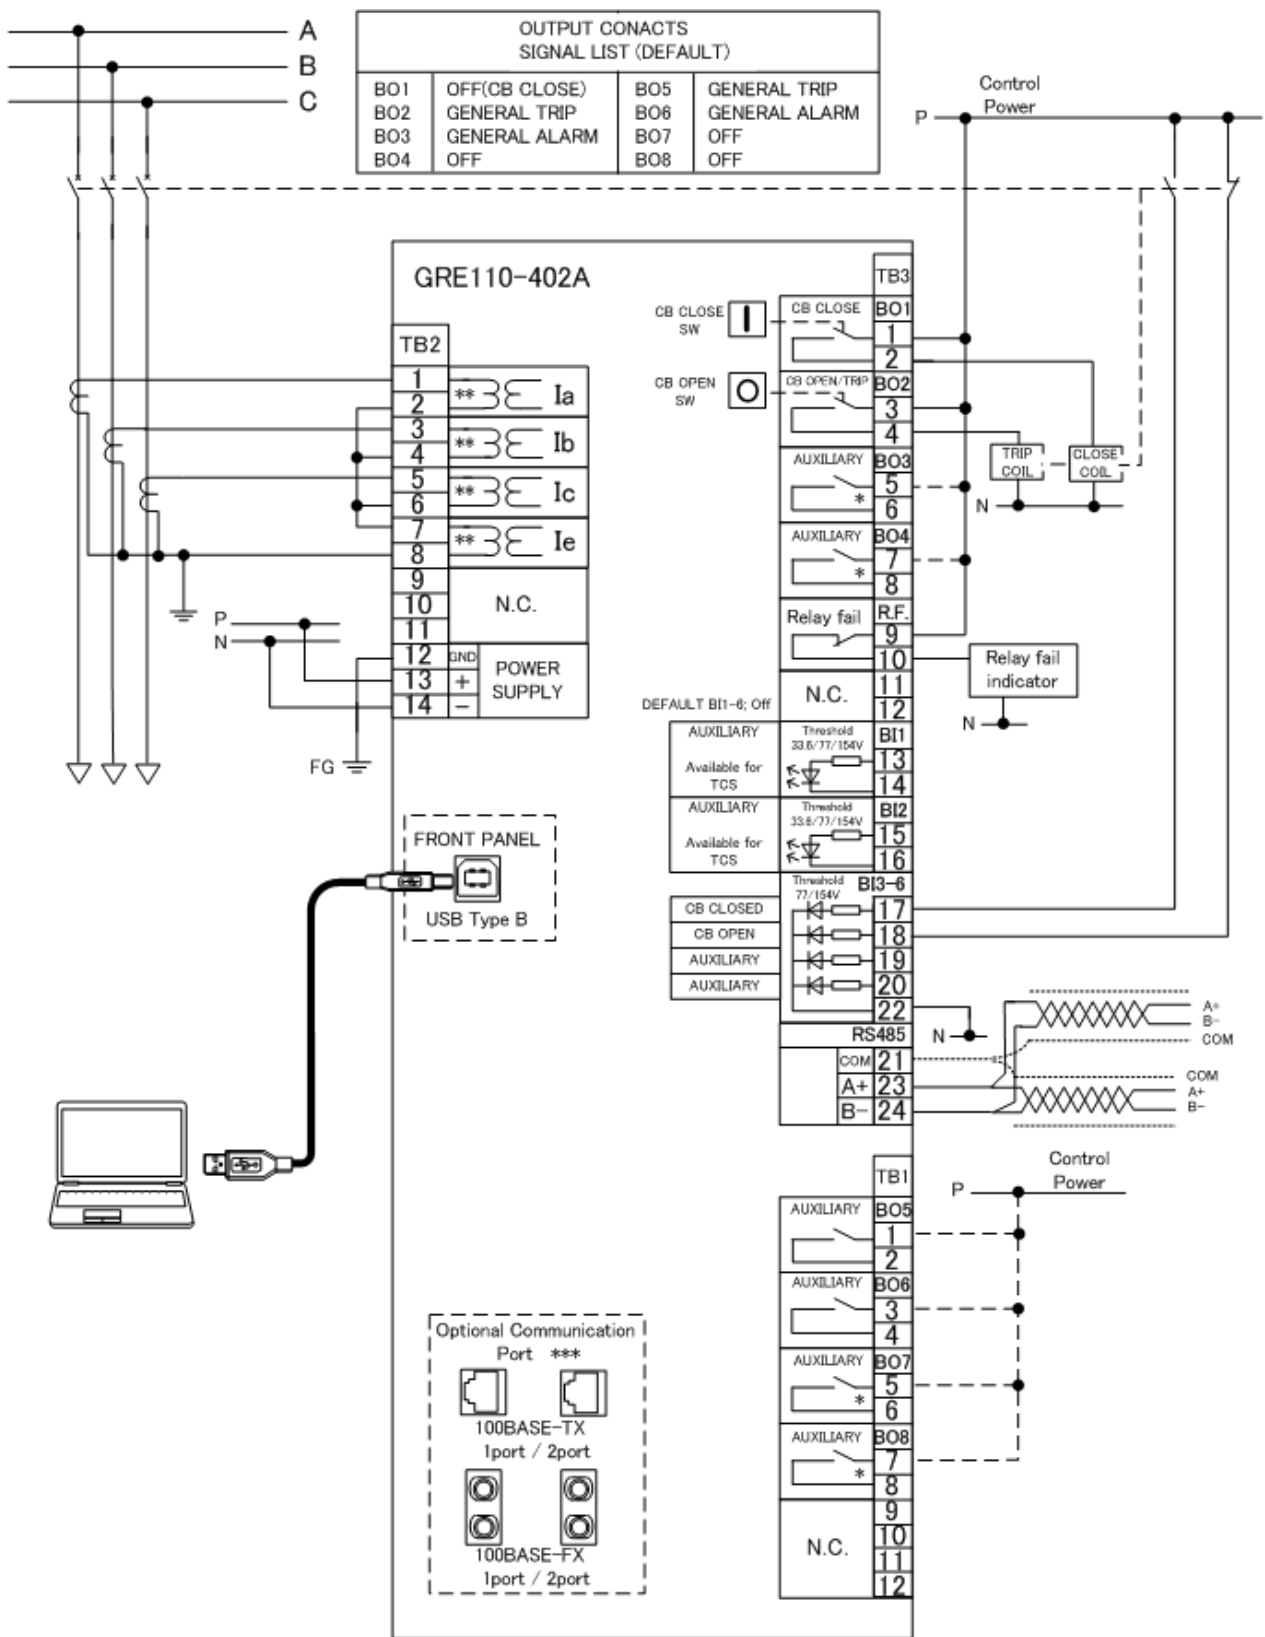 A
B
C
OUTPUT CONACTS
SIGNAL LIST (DEFAULT)
BO1 OFF(CB CLOSE) BO5 GENERAL TRIP
BO2 GENERAL TRIP BO6 GENERAL ALARM
BO3 GENERAL ALARM BO7 OFF
BO4 OFF BO8 OFF
Control
Power
P
GRE110-402A
TB2
1
2
** Ia
3
4
** Ib
5
6
** Ic
7
8
** Ie
9
10
11
N.C.
12 GND
13 +
14 -
POWER
SUPPLY
P
N
FG
TB3
CB CLOSE
SW
CB CLOSE BO1
1
2
CB OPEN
SW
CB OPEN/TRIP BO2
3
4
AUXILIARY BO3
5
*
6
AUXILIARY BO4
7
*
8
Relay fail R.F.
9
10
N.C.
11
12
TRIP
COIL
CLOSE
COIL
N
Relay fail
indicator
N
DEFAULT BI1-6; Off
AUXILIARY
Available for
TCS
Threshold
33.6/77/154V
BI1
13
14
AUXILIARY
Available for
TCS
Threshold
33.6/77/154V
BI2
15
16
Threshold
77/154V
BI3-6
CB CLOSED 17
CB OPEN 18
AUXILIARY 19
AUXILIARY 20
22
N
RS485
COM 21
A+ 23
B- 24
A+
B-
COM
COM
A+
B-
FRONT PANEL
USB Type B
Control
Power
P
TB1
AUXILIARY BO5
1
2
AUXILIARY BO6
3
4
AUXILIARY BO7
5
*
6
AUXILIARY BO8
7
*
8
9
10
N.C.
11
12
Optional Communication
Port ***
100BASE-TX
1port / 2port
100BASE-FX
1port / 2port